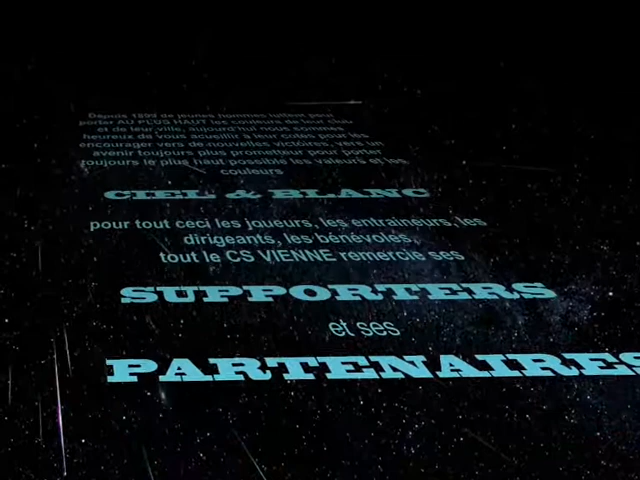 Depuis 1899 de jeunes hommes luttent pour
porter AU PLUS HAUT les couleurs de leur Club
et de leur ville, aujourd'hui nous sommes
heureux de vous acueillir à leur côtés pour les
encourager vers de nouvelles victoires, vers un
avenir toujours plus prometteur pour porter
toujours le plus haut possible les valeurs et les
couleurs
CIEL & BLANC
pour tout ceci les joueurs, les entraineurs, les
dirigeants, les bénévoles,
tout le CS VIENNE remercie ses
SUPPORTERS
et ses
PARTENAIRES